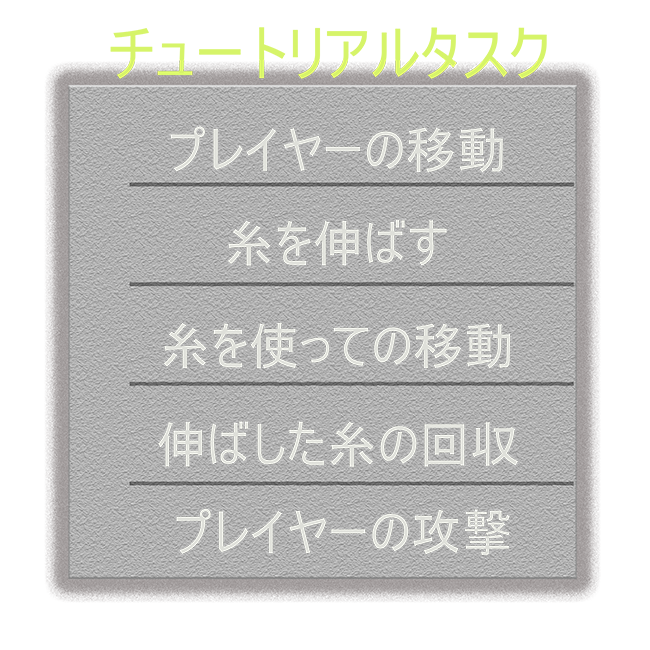 チュートリアルタスク
プレイヤーの移動
糸を伸ばす
糸を使っての移動
伸ばした糸の回収
プレイヤーの攻撃